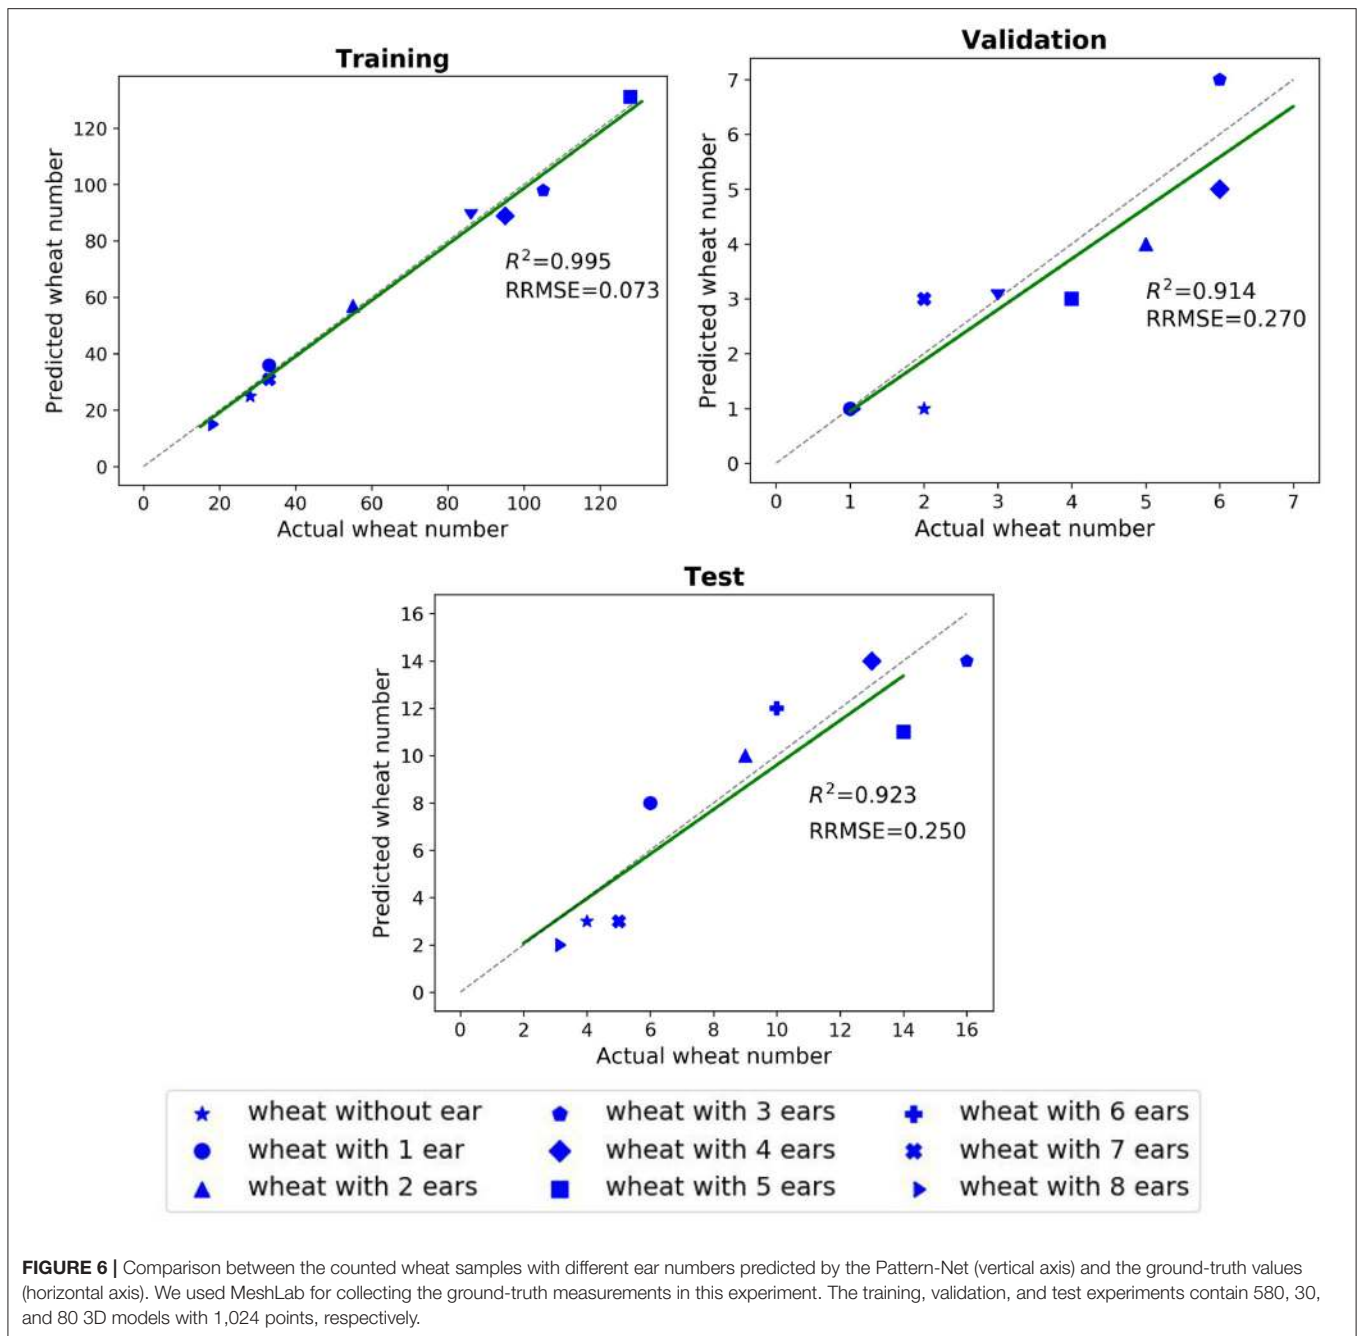 Training
Predicted wheat number
120
100
80
60
40
20
0
R²=0.995
RRMSE=0.073
0 20 40 60 80 100 120
Actual wheat number
Validation
Predicted wheat number
7
6
5
4
3
2
1
0
R²=0.914
RRMSE=0.270
0 1 2 3 4 5 6 7
Actual wheat number
Test
Predicted wheat number
16
14
12
10
8
6
4
2
0
R²=0.923
RRMSE=0.250
0 2 4 6 8 10 12 14 16
Actual wheat number
wheat without ear
wheat with 1 ear
wheat with 2 ears
wheat with 3 ears
wheat with 4 ears
wheat with 5 ears
wheat with 6 ears
wheat with 7 ears
wheat with 8 ears
FIGURE 6 | Comparison between the counted wheat samples with different ear numbers predicted by the Pattern-Net (vertical axis) and the ground-truth values
(horizontal axis). We used MeshLab for collecting the ground-truth measurements in this experiment. The training, validation, and test experiments contain 580, 30,
and 80 3D models with 1,024 points, respectively.